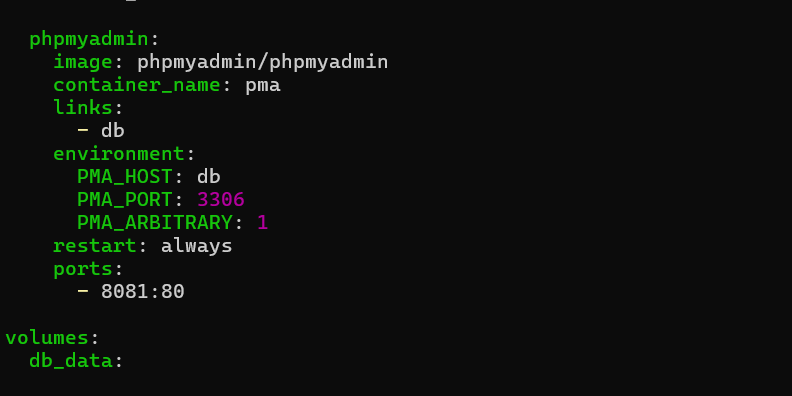 phpmyadmin:
image: phpmyadmin/phpmyadmin
container_name: pma
links:
- db
environment:
PMA_HOST: db
PMA_PORT: 3306
PMA_ARBITRARY: 1
restart: always
ports:
- 8081:80
volumes:
db_data: